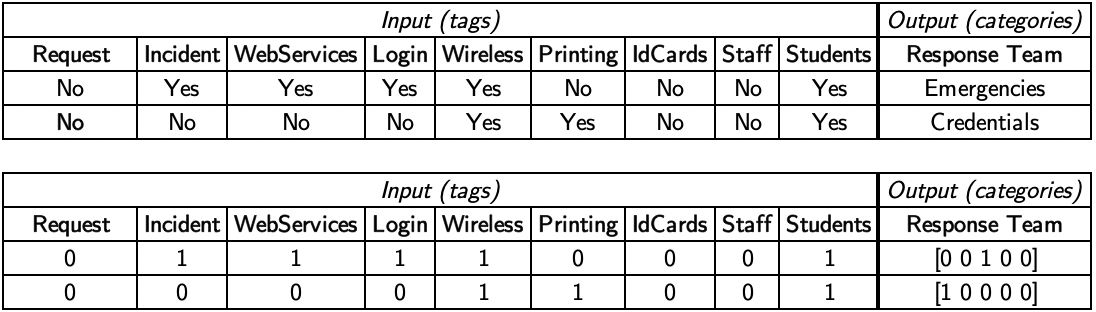 Input (tags) Output (categories)
Request Incident WebServices Login Wireless Printing IdCards Staff Students Response Team
No Yes Yes Yes Yes No No No Yes Emergencies
No No No No Yes Yes No No Yes Credentials
Input (tags) Output (categories)
Request Incident WebServices Login Wireless Printing IdCards Staff Students Response Team
0 1 1 1 1 0 0 0 1 [0 0 1 0 0]
0 0 0 0 1 1 0 0 1 [1 0 0 0 0]